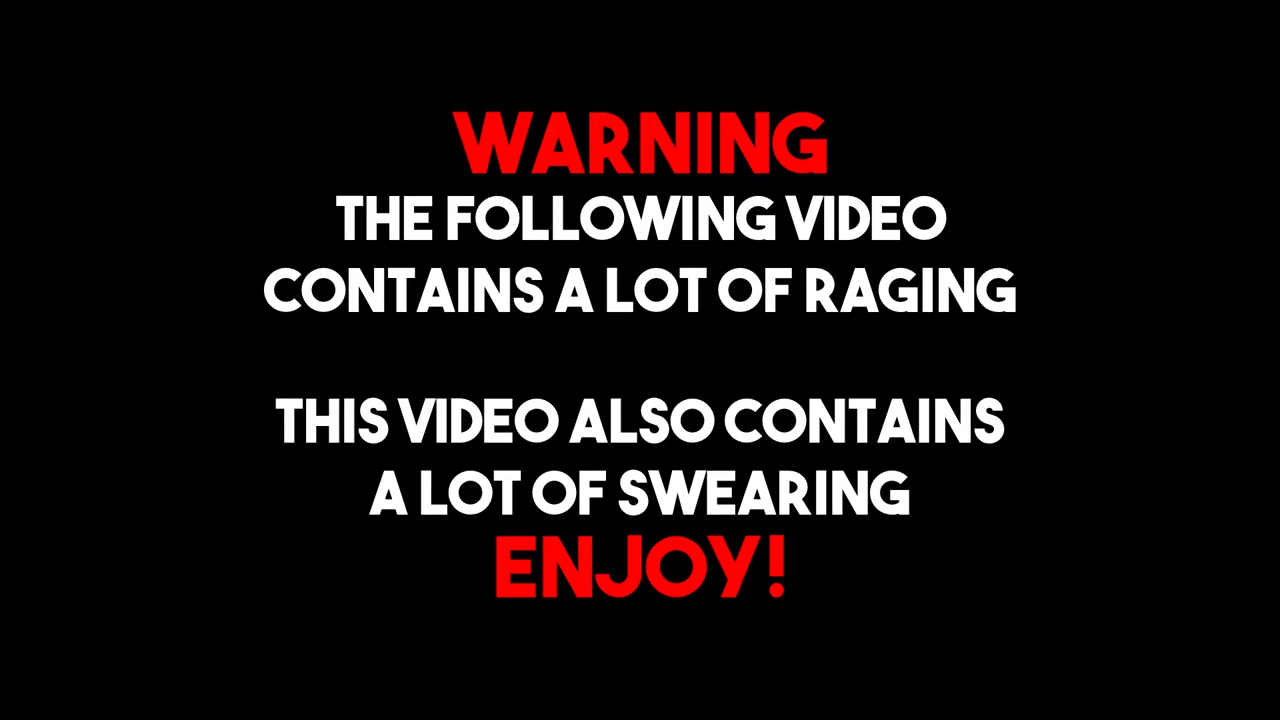 WARNING
THE FOLLOWING VIDEO
CONTAINS A LOT OF RAGING
THIS VIDEO ALSO CONTAINS
A LOT OF SWEARING
ENJOY!